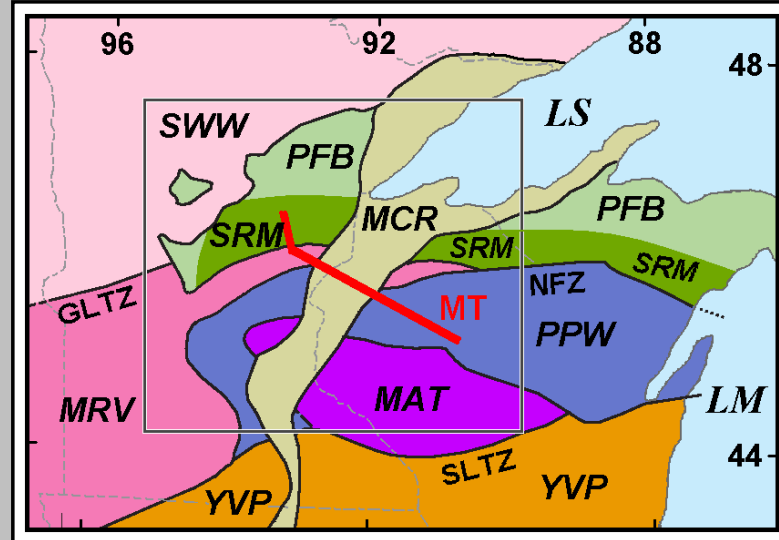 96 92 88
48
LS
SWW
PFB
PFB
MCR
SRM
SRM
SRM
NFZ
GLTZ
MT
PPW
MRV
MAT
LM
SLTZ
44
YVP
YVP